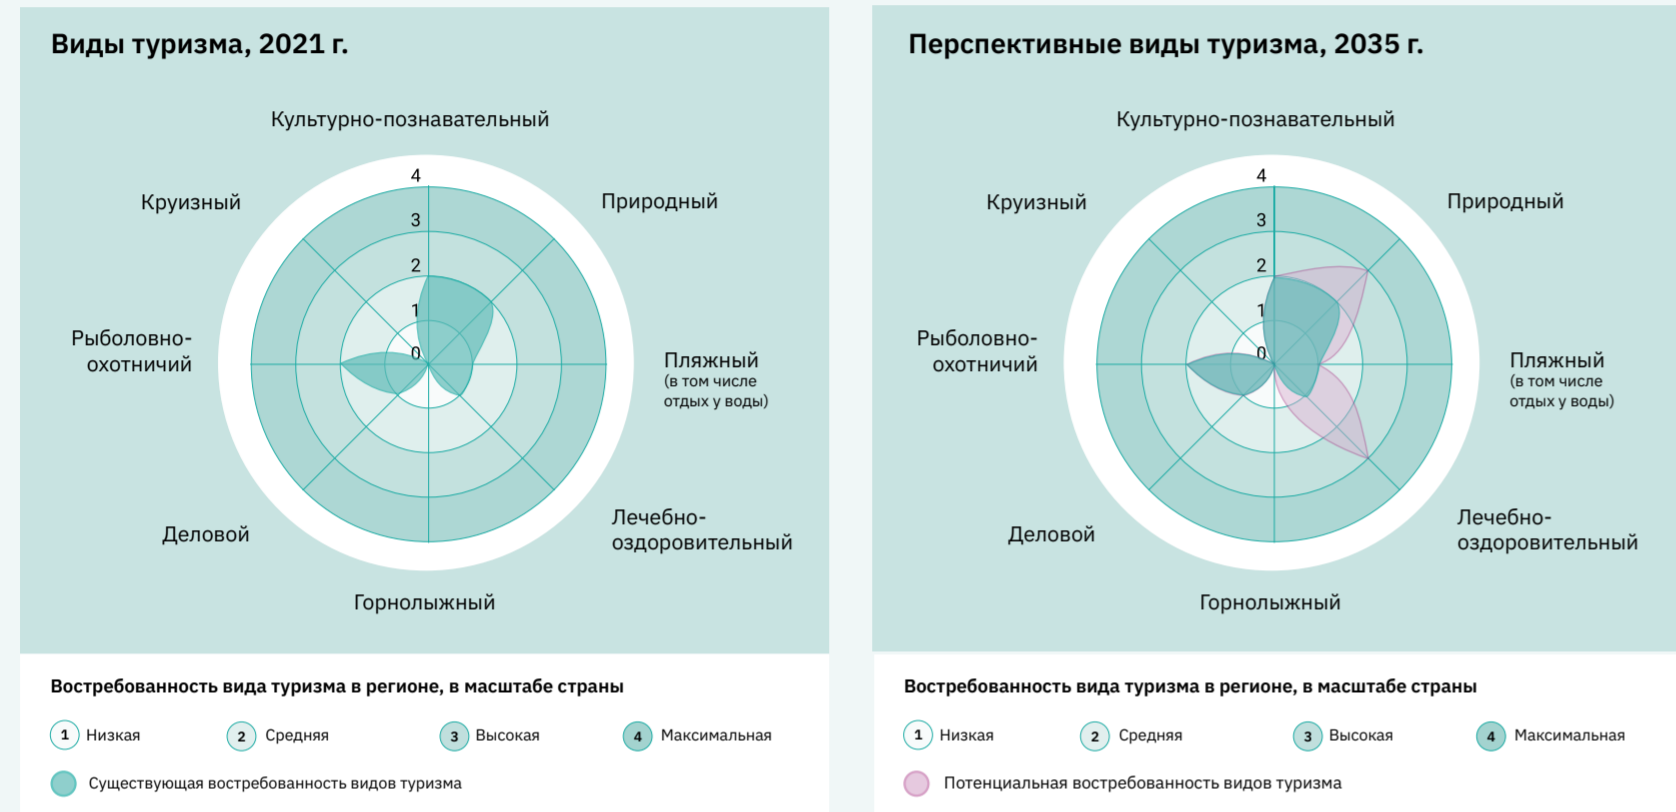 Виды туризма, 2021 г.
Культурно-познавательный
Круизный
Природный
4
3
2
1
0
Рыболовно-
охотничий
Пляжный
(в том числе
отдых у воды)
Деловой
Лечебно-
оздоровительный
Горнолыжный
Востребованность вида туризма в регионе, в масштабе страны
1 Низкая
2 Средняя
3 Высокая
4 Максимальная
Существующая востребованность видов туризма
Перспективные виды туризма, 2035 г.
Культурно-познавательный
Круизный
Природный
4
3
2
1
0
Рыболовно-
охотничий
Пляжный
(в том числе
отдых у воды)
Деловой
Лечебно-
оздоровительный
Горнолыжный
Востребованность вида туризма в регионе, в масштабе страны
1 Низкая
2 Средняя
3 Высокая
4 Максимальная
Потенциальная востребованность видов туризма